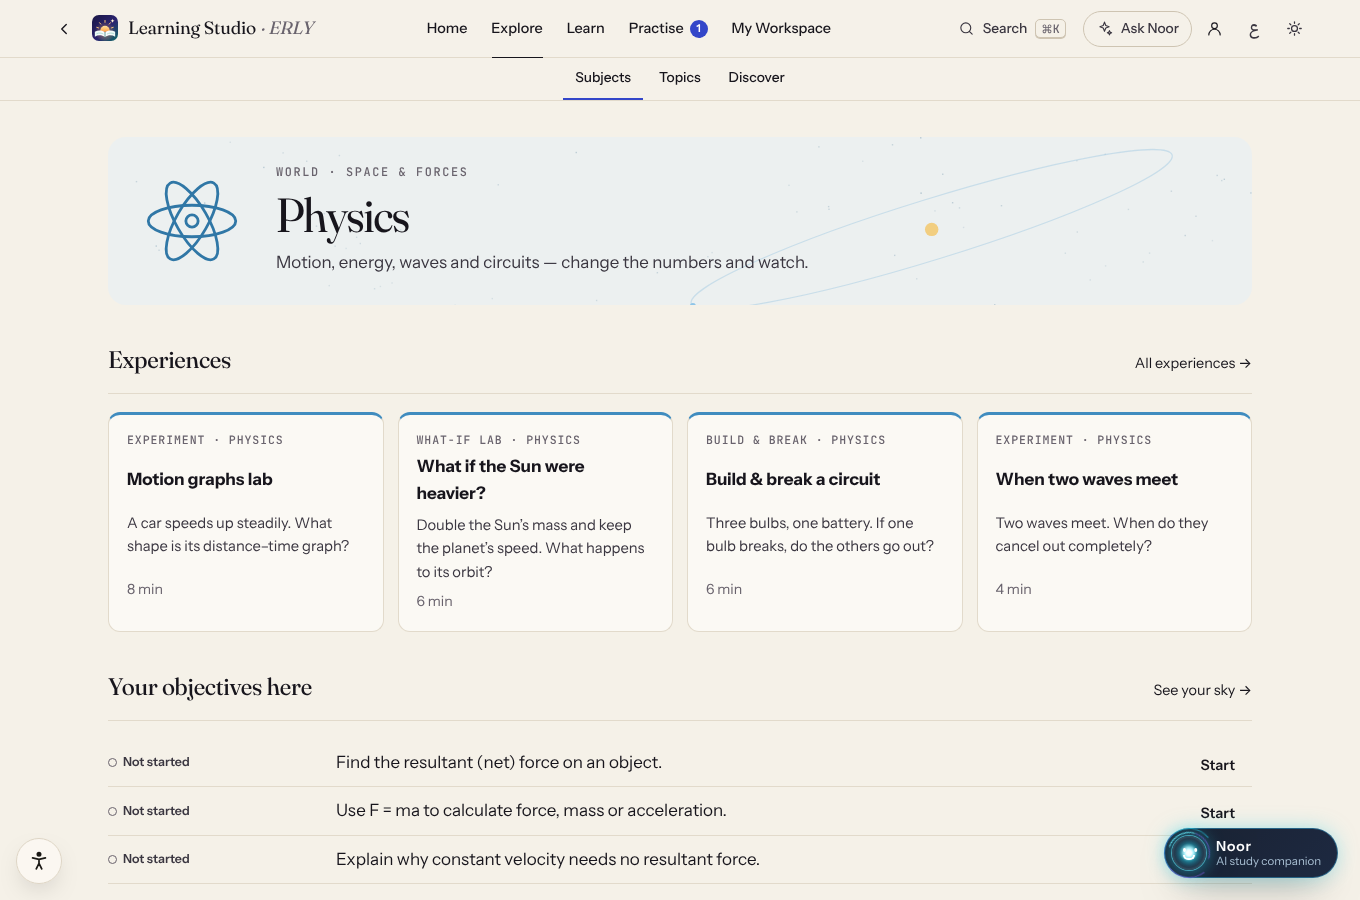 Learning Studio · ERLY
Home
Explore
Learn
Practise 1
My Workspace
Search ⌘K
Ask Noor
ع
Subjects
Topics
Discover
WORLD · SPACE & FORCES
Physics
Motion, energy, waves and circuits — change the numbers and watch.
Experiences
All experiences →
EXPERIMENT · PHYSICS
Motion graphs lab
A car speeds up steadily. What
shape is its distance–time graph?
8 min
WHAT-IF LAB · PHYSICS
What if the Sun were
heavier?
Double the Sun’s mass and keep
the planet’s speed. What happens
to its orbit?
6 min
BUILD & BREAK · PHYSICS
Build & break a circuit
Three bulbs, one battery. If one
bulb breaks, do the others go out?
6 min
EXPERIMENT · PHYSICS
When two waves meet
Two waves meet. When do they
cancel out completely?
4 min
Your objectives here
See your sky →
Not started
Find the resultant (net) force on an object.
Start
Not started
Use F = ma to calculate force, mass or acceleration.
Start
Not started
Explain why constant velocity needs no resultant force.
Noor
AI study companion